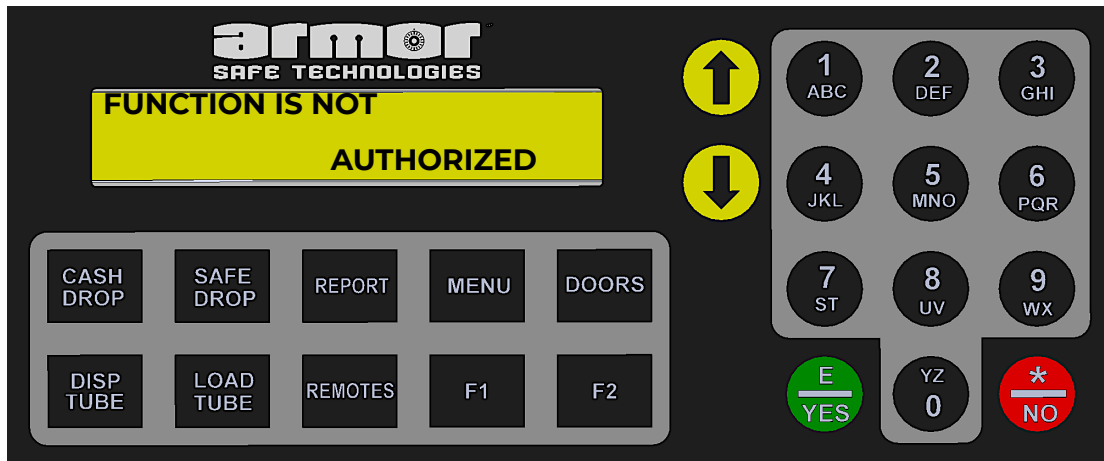 armor
SAFE TECHNOLOGIES
FUNCTION IS NOT
AUTHORIZED
CASH
DROP
SAFE
DROP
REPORT
MENU
DOORS
DISP
TUBE
LOAD
TUBE
REMOTES
F1
F2
1
ABC
2
DEF
3
GHI
4
JKL
5
MNO
6
PQR
7
ST
8
UV
9
WX
E
YES
YZ
0
*
NO